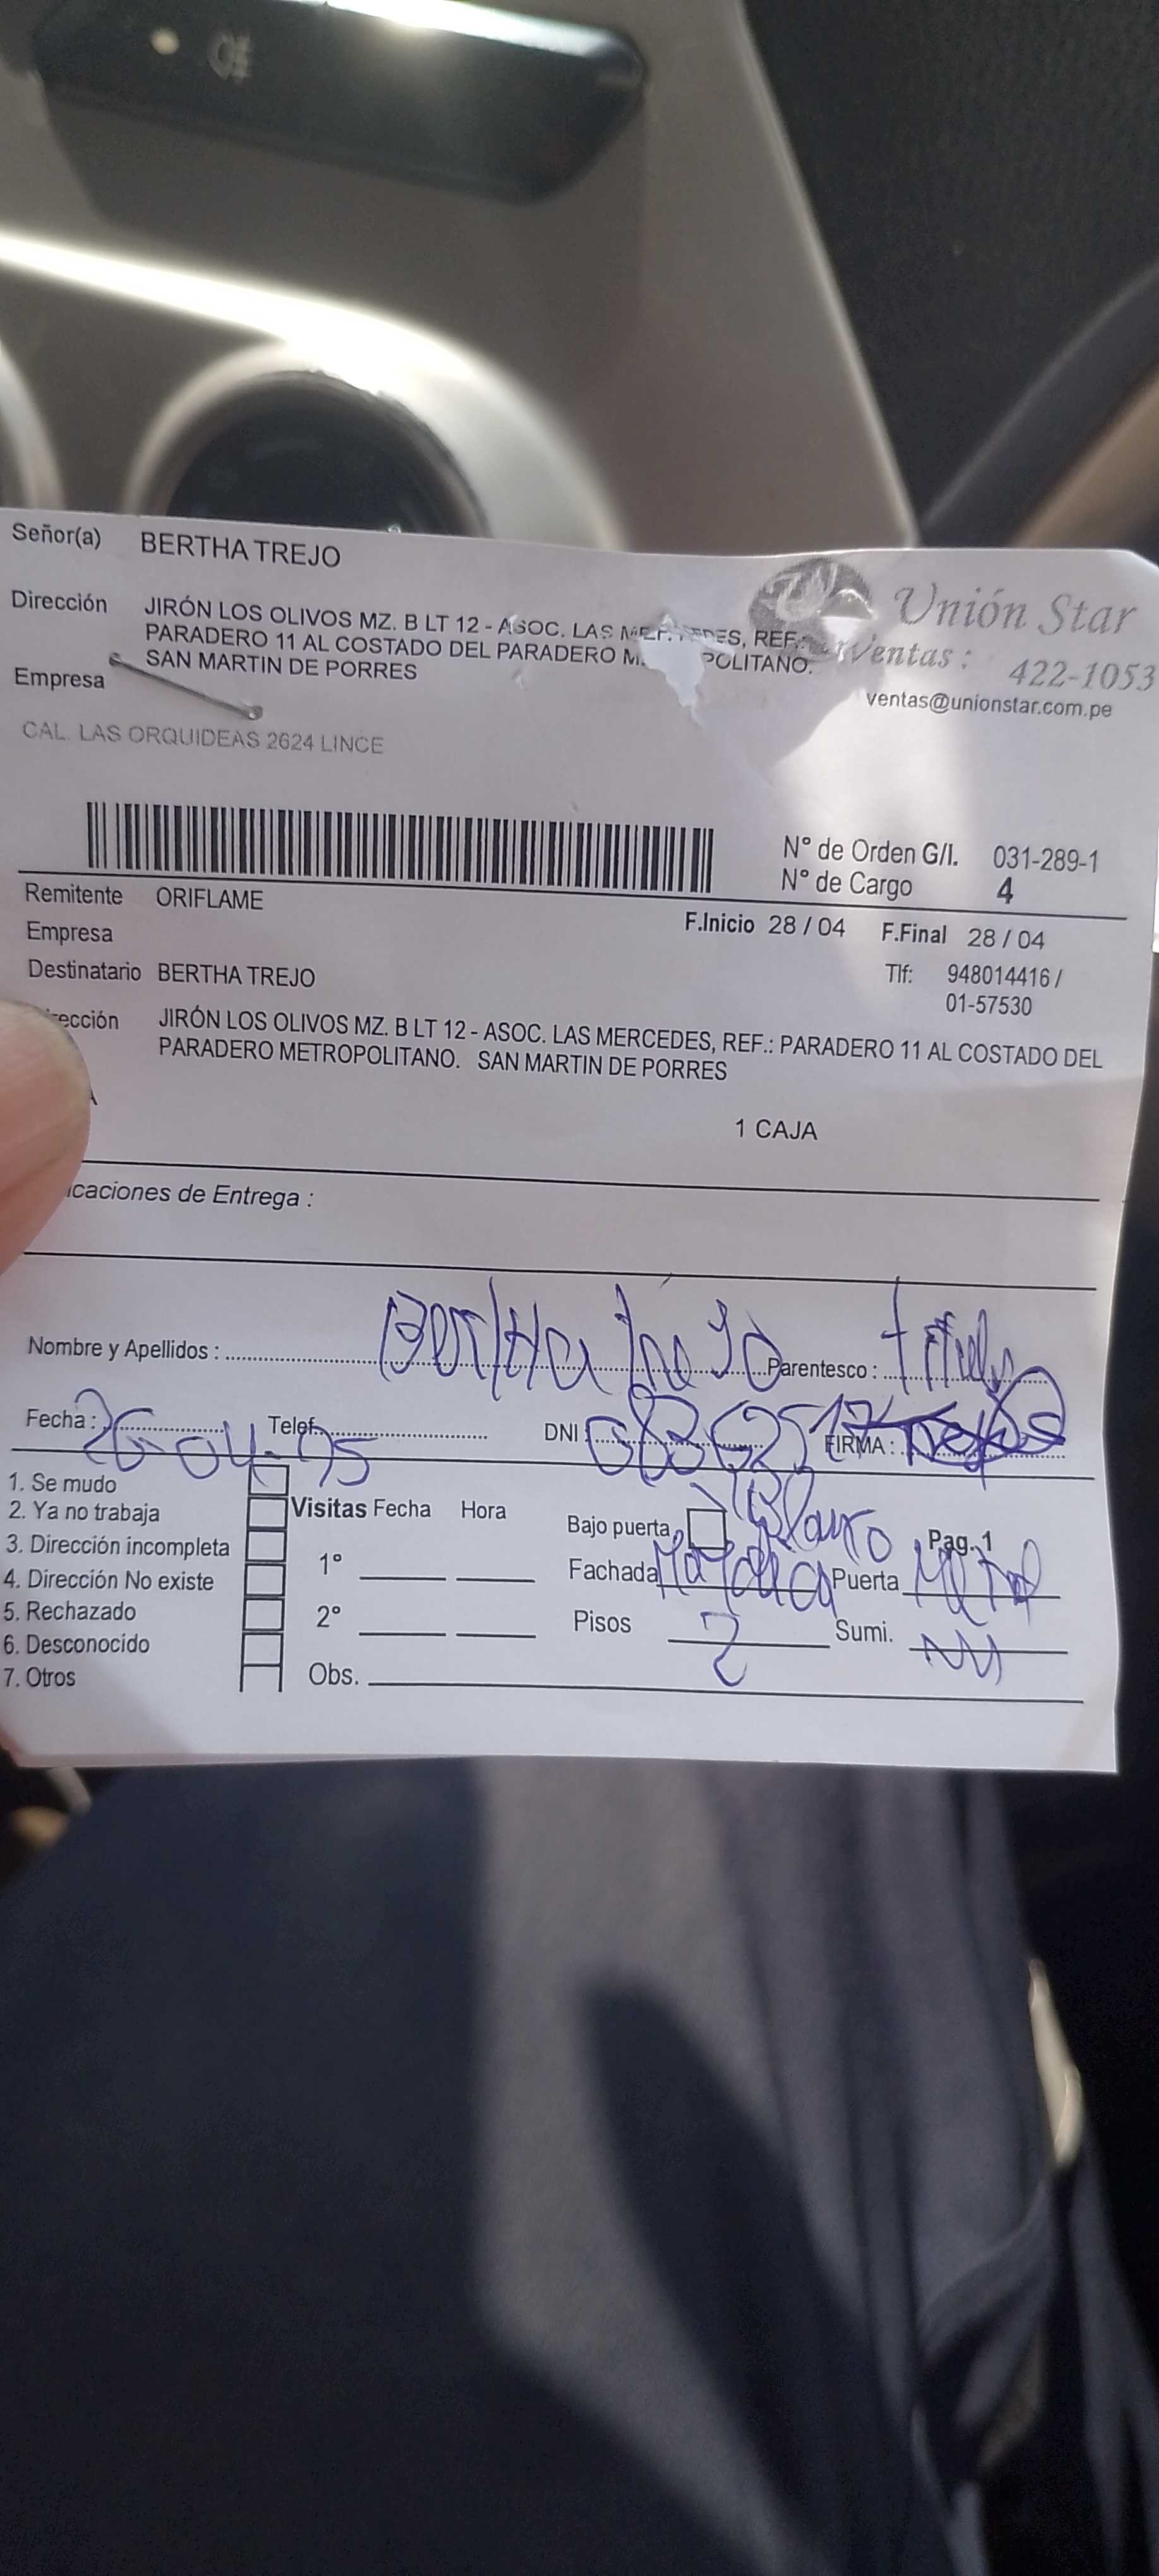 Señor(a) BERTHA TREJO
Dirección JIRÓN LOS OLIVOS MZ. B LT 12 - ASOC. LAS REF.:
PARADERO 11 AL COSTADO DEL PARADERO
SAN MARTIN DE PORRES
Unión Star
Ventas : 422-1053
ventas@unionstar.com.pe
Empresa
CAL. LAS ORQUIDEAS 2624 LINCE
N° de Orden G/I. 031-289-1
N° de Cargo 4
Remitente ORIFLAME
F.Inicio 28 / 04 F.Final 28 / 04
Empresa
Destinatario BERTHA TREJO
Tlf: 948014416 /
01-57530
JIRÓN LOS OLIVOS MZ. B LT 12 - ASOC. LAS MERCEDES, REF.: PARADERO 11 AL COSTADO DEL
PARADERO METROPOLITANO. SAN MARTIN DE PORRES
1 CAJA
de Entrega :
Nombre y Apellidos : Bertha Parentesco :
Fecha : Telef. DNI FIRMA :
1. Se mudo
2. Ya no trabaja
3. Dirección incompleta
4. Dirección No existe
5. Rechazado
6. Desconocido
7. Otros
Visitas Fecha Hora
1°
2°
Obs.
Bajo puerta Pag. 1
Fachada Puerta
Pisos 2 Sumi.